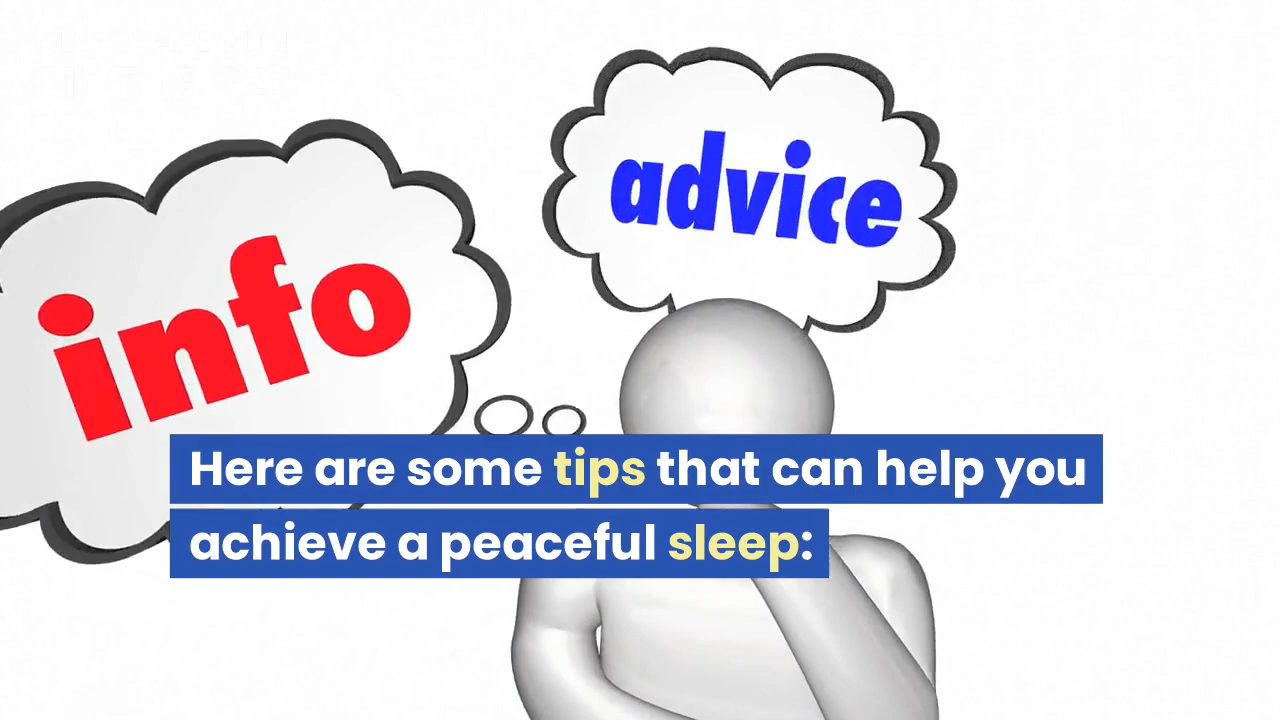 info
advice
Here are some tips that can help you
achieve a peaceful sleep: